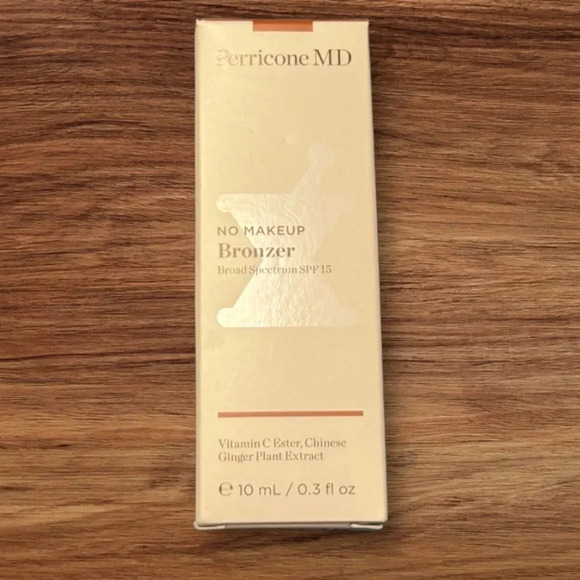 Perricone MD
NO MAKEUP
Bronzer
Broad Spectrum SPF 15
Vitamin C Ester, Chinese
Ginger Plant Extract
℮ 10 mL / 0.3 fl oz